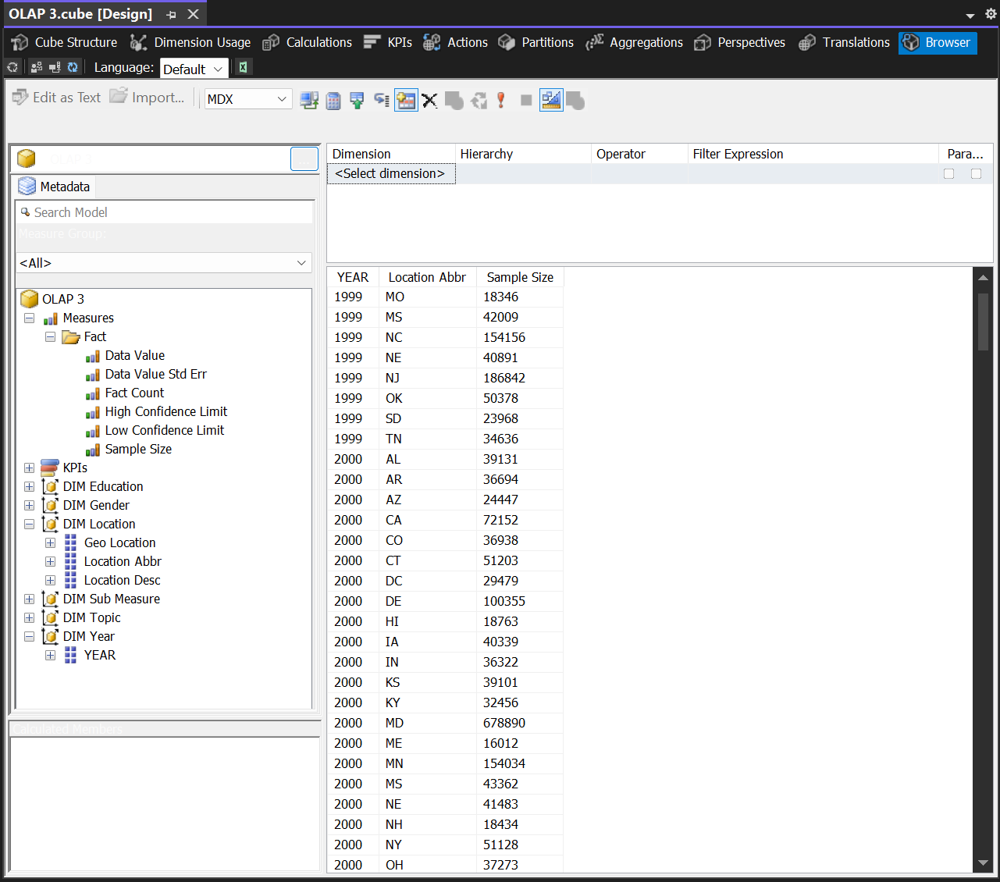 OLAP 3.cube [Design]
Cube Structure Dimension Usage Calculations KPIs Actions Partitions Aggregations Perspectives Translations Browser
Language: Default
Edit as Text Import... MDX
OLAP 3
...
Metadata
Search Model
Measure Group:
<All>
OLAP 3
Measures
Fact
Data Value
Data Value Std Err
Fact Count
High Confidence Limit
Low Confidence Limit
Sample Size
KPIs
DIM Education
DIM Gender
DIM Location
Geo Location
Location Abbr
Location Desc
DIM Sub Measure
DIM Topic
DIM Year
YEAR
Calculated Members
Dimension Hierarchy Operator Filter Expression Para...
<Select dimension>
YEAR Location Abbr Sample Size
1999 MO 18346
1999 MS 42009
1999 NC 154156
1999 NE 40891
1999 NJ 186842
1999 OK 50378
1999 SD 23968
1999 TN 34636
2000 AL 39131
2000 AR 36694
2000 AZ 24447
2000 CA 72152
2000 CO 36938
2000 CT 51203
2000 DC 29479
2000 DE 100355
2000 HI 18763
2000 IA 40339
2000 IN 36322
2000 KS 39101
2000 KY 32456
2000 MD 678890
2000 ME 16012
2000 MN 154034
2000 MS 43362
2000 NE 41483
2000 NH 18434
2000 NY 51128
2000 OH 37273